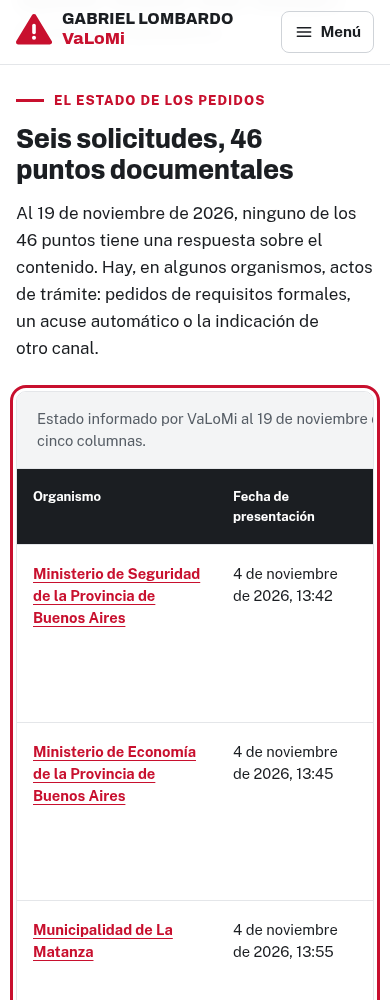 GABRIEL LOMBARDO
VaLoMi
Menú
EL ESTADO DE LOS PEDIDOS
Seis solicitudes, 46
puntos documentales
Al 19 de noviembre de 2026, ninguno de los
46 puntos tiene una respuesta sobre el
contenido. Hay, en algunos organismos, actos
de trámite: pedidos de requisitos formales,
un acuse automático o la indicación de
otro canal.
Estado informado por VaLoMi al 19 de noviembre
cinco columnas.
Organismo
Fecha de
presentación
Ministerio de Seguridad
de la Provincia de
Buenos Aires
4 de noviembre
de 2026, 13:42
Ministerio de Economía
de la Provincia de
Buenos Aires
4 de noviembre
de 2026, 13:45
Municipalidad de La
Matanza
4 de noviembre
de 2026, 13:55